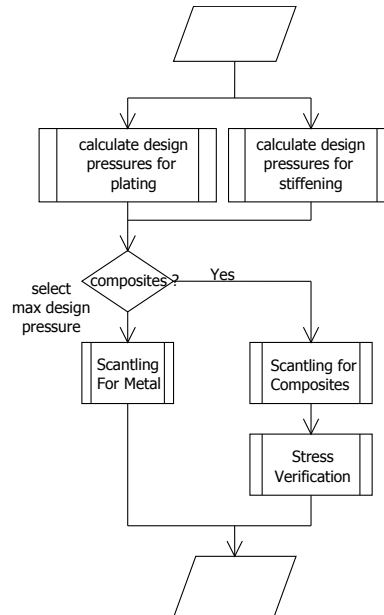 calculate design
pressures for
plating
calculate design
pressures for
stiffening
composites ?
Yes
select
max design
pressure
Scantling
For Metal
Scantling for
Composites
Stress
Verification